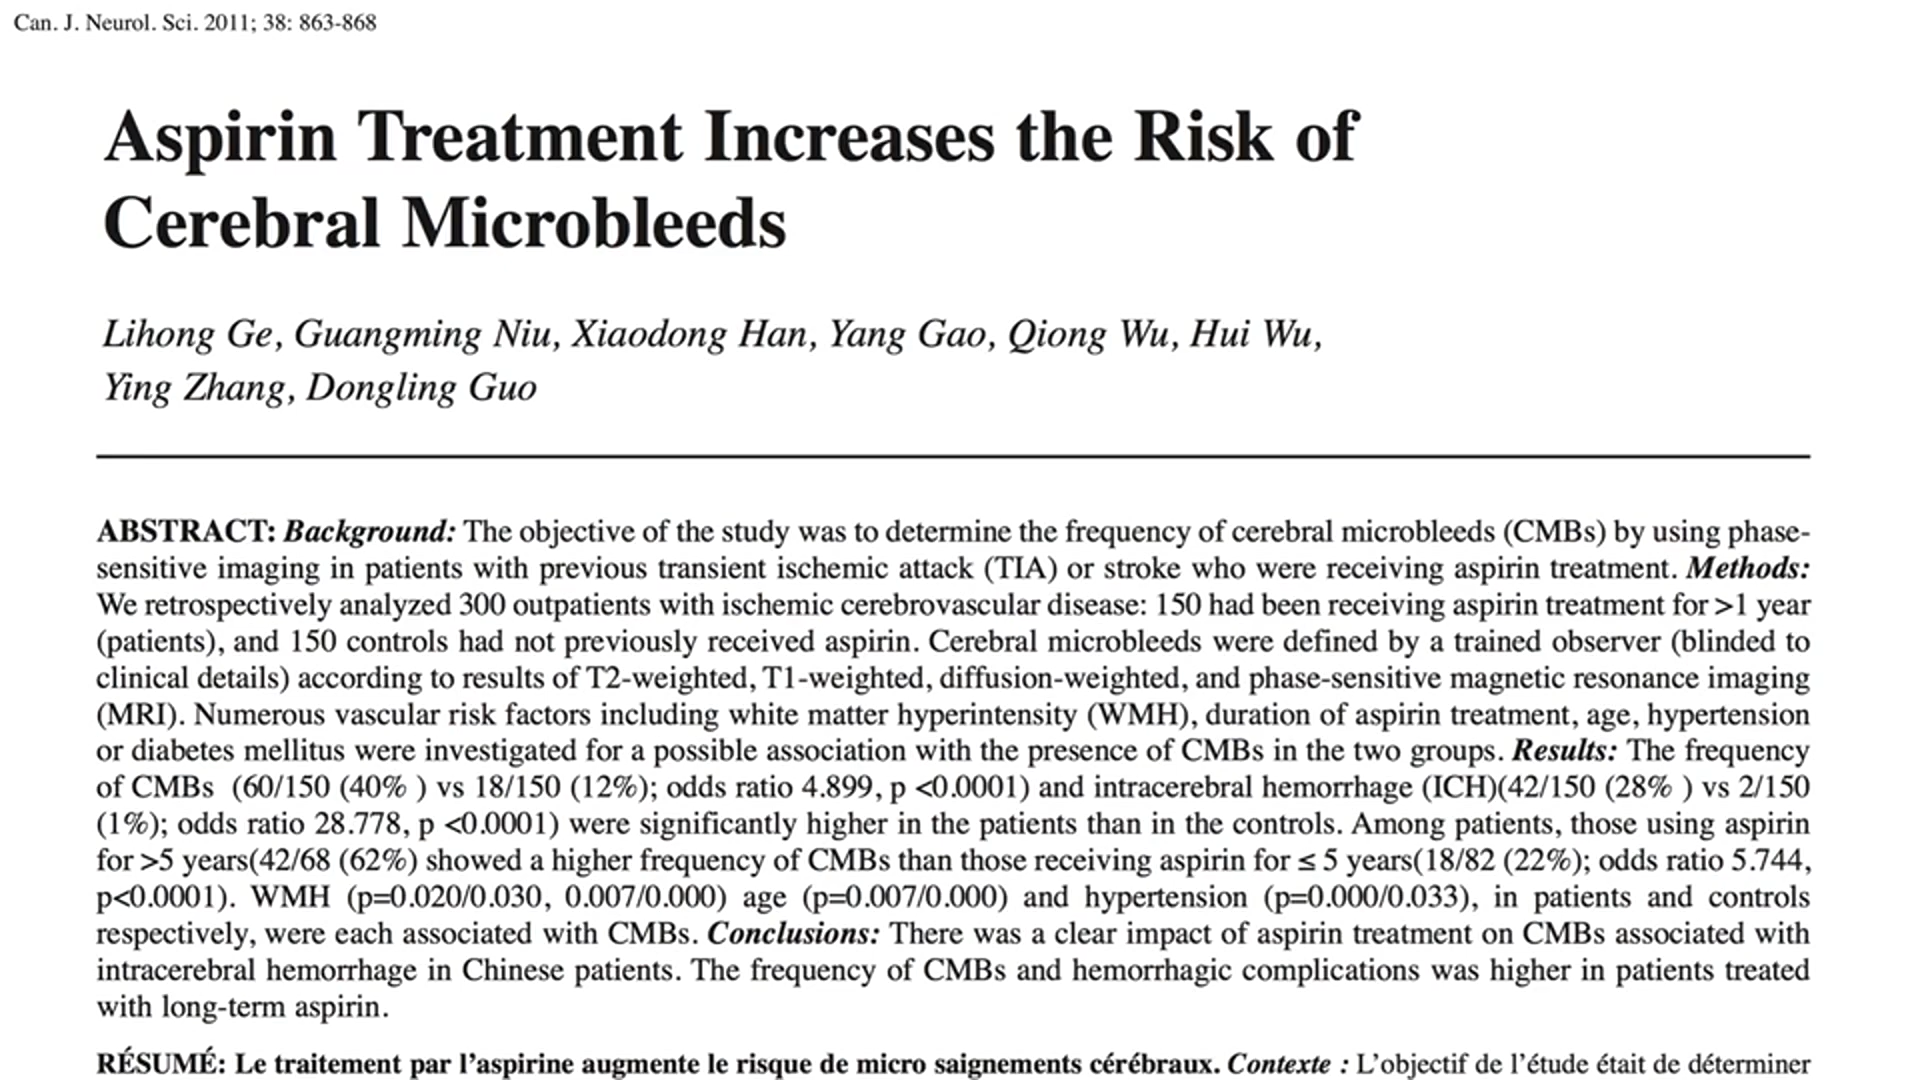 Can. J. Neurol. Sci. 2011; 38: 863-868
Aspirin Treatment Increases the Risk of
Cerebral Microbleeds
Lihong Ge, Guangming Niu, Xiaodong Han, Yang Gao, Qiong Wu, Hui Wu,
Ying Zhang, Dongling Guo
ABSTRACT: Background: The objective of the study was to determine the frequency of cerebral microbleeds (CMBs) by using phase-
sensitive imaging in patients with previous transient ischemic attack (TIA) or stroke who were receiving aspirin treatment. Methods:
We retrospectively analyzed 300 outpatients with ischemic cerebrovascular disease: 150 had been receiving aspirin treatment for >1 year
(patients), and 150 controls had not previously received aspirin. Cerebral microbleeds were defined by a trained observer (blinded to
clinical details) according to results of T2-weighted, T1-weighted, diffusion-weighted, and phase-sensitive magnetic resonance imaging
(MRI). Numerous vascular risk factors including white matter hyperintensity (WMH), duration of aspirin treatment, age, hypertension
or diabetes mellitus were investigated for a possible association with the presence of CMBs in the two groups. Results: The frequency
of CMBs (60/150 (40% ) vs 18/150 (12%); odds ratio 4.899, p <0.0001) and intracerebral hemorrhage (ICH)(42/150 (28% ) vs 2/150
(1%); odds ratio 28.778, p <0.0001) were significantly higher in the patients than in the controls. Among patients, those using aspirin
for >5 years(42/68 (62%) showed a higher frequency of CMBs than those receiving aspirin for ≤ 5 years(18/82 (22%); odds ratio 5.744,
p<0.0001). WMH (p=0.020/0.030, 0.007/0.000) age (p=0.007/0.000) and hypertension (p=0.000/0.033), in patients and controls
respectively, were each associated with CMBs. Conclusions: There was a clear impact of aspirin treatment on CMBs associated with
intracerebral hemorrhage in Chinese patients. The frequency of CMBs and hemorrhagic complications was higher in patients treated
with long-term aspirin.
RÉSUMÉ: Le traitement par l'aspirine augmente le risque de micro saignements cérébraux. Contexte : L'objectif de l'étude était de déterminer